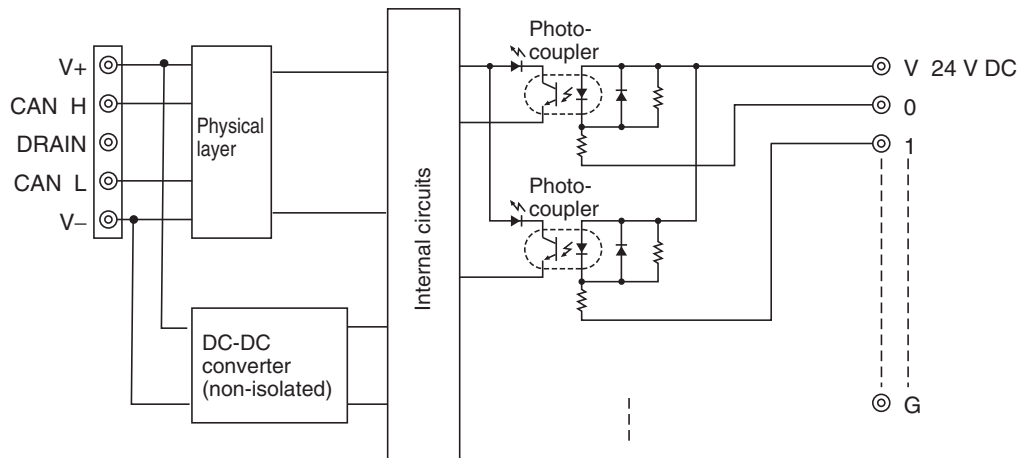 V+
CAN H
DRAIN
CAN L
V–
Physical
layer
DC-DC
converter
(non-isolated)
Internal circuits
Photo-
coupler
Photo-
coupler
V 24 V DC
0
1
G